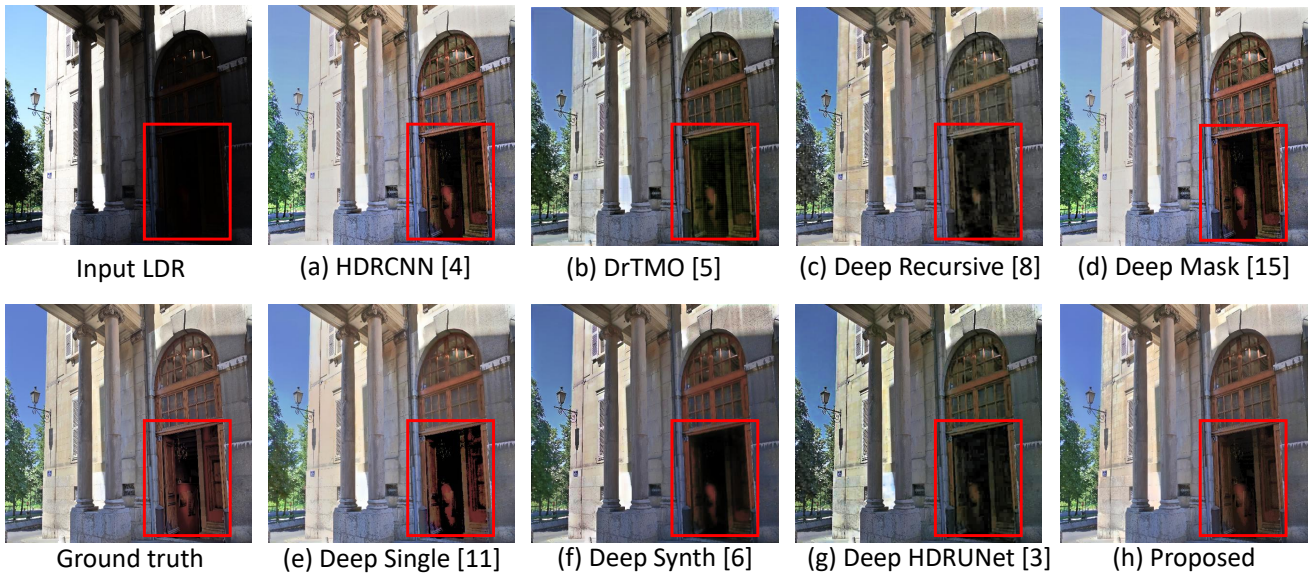 Input LDR
(a) HDRCNN [4]
(b) DrTMO [5]
(c) Deep Recursive [8]
(d) Deep Mask [15]
Ground truth
(e) Deep Single [11]
(f) Deep Synth [6]
(g) Deep HDRUNet [3]
(h) Proposed